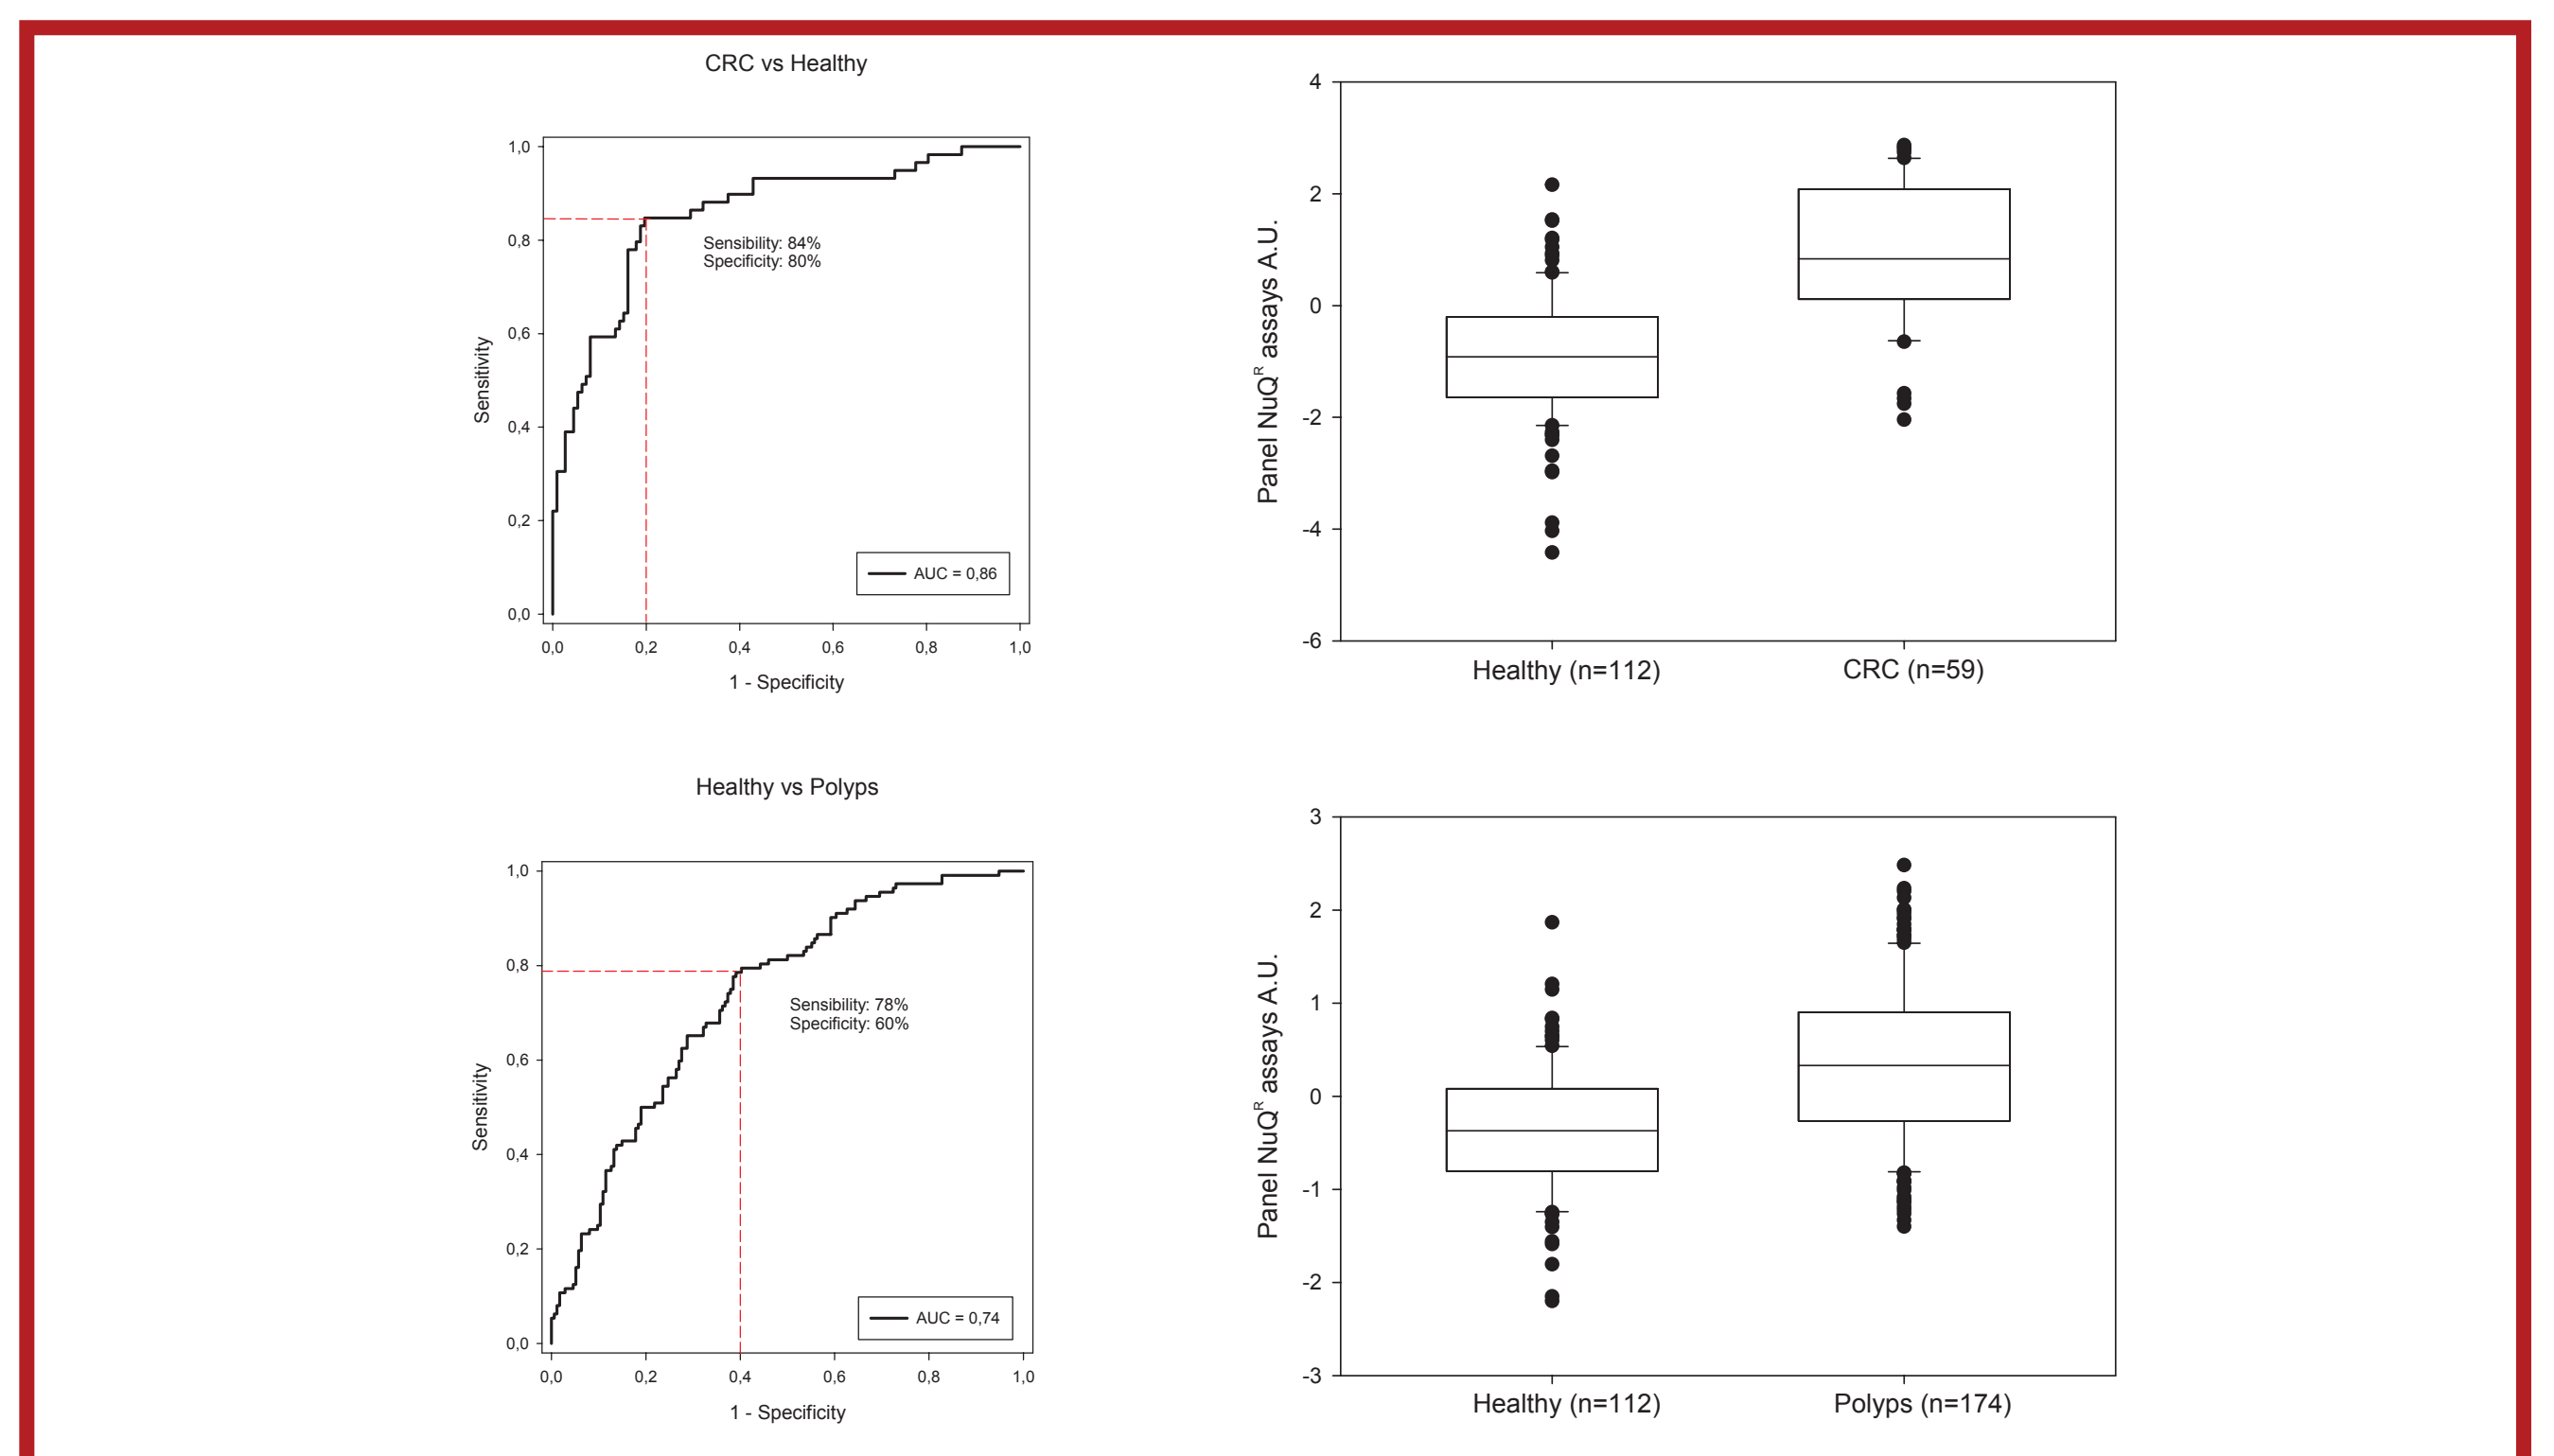 CRC vs Healthy
1,0
0,8
0,6
0,4
0,2
0,0
Sensitivity
Sensibility: 84%
Specificity: 80%
AUC = 0,86
0,0 0,2 0,4 0,6 0,8 1,0
1 - Specificity
4
2
0
-2
-4
-6
Panel NuQᴿ assays A.U.
Healthy (n=112) CRC (n=59)
Healthy vs Polyps
1,0
0,8
0,6
0,4
0,2
0,0
Sensitivity
Sensibility: 78%
Specificity: 60%
AUC = 0,74
0,0 0,2 0,4 0,6 0,8 1,0
1 - Specificity
3
2
1
0
-1
-2
-3
Panel NuQᴿ assays A.U.
Healthy (n=112) Polyps (n=174)